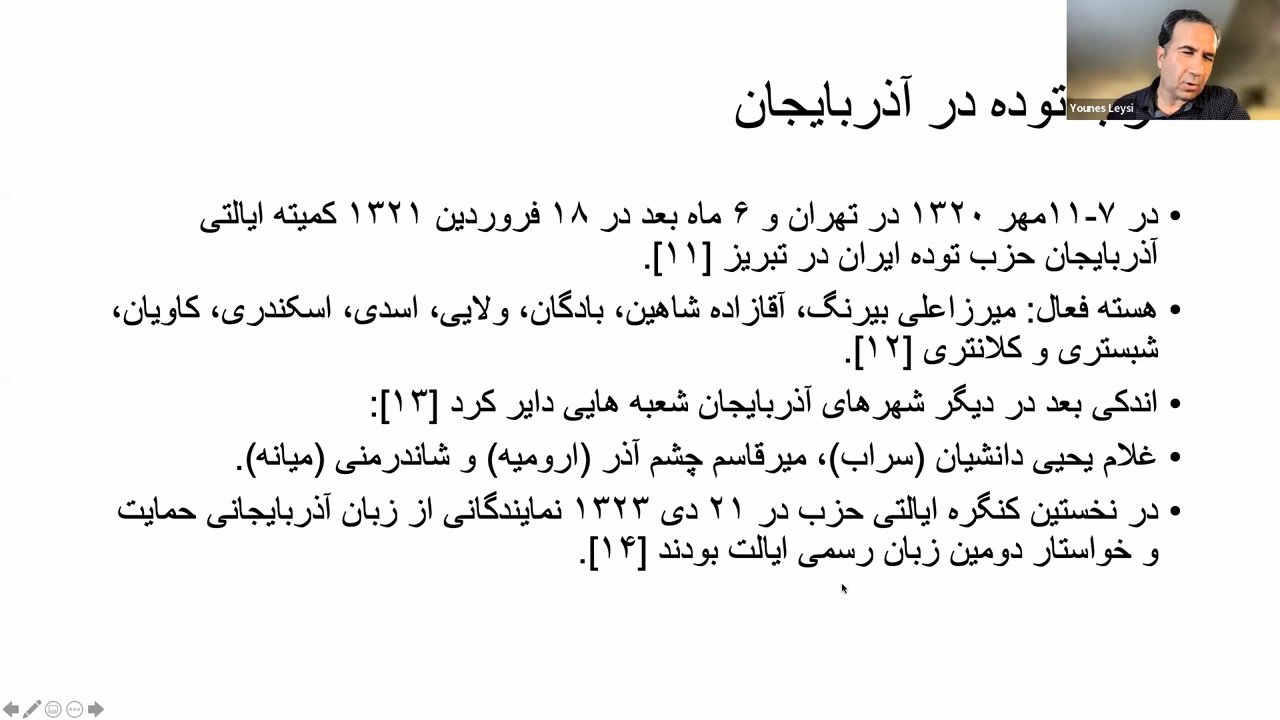 توده در آذربایجان
Younes Leysi
• در ۷-۱۱مهر ۱۳۲۰ در تهران و ۶ ماه بعد در ۱۸ فروردین ۱۳۲۱ کمیته ایالتی
آذربایجان حزب توده ایران در تبریز [۱۱].
• هسته فعال: میرزاعلی بیرنگ، آقازاده شاهین، بادگان، ولایی، اسدی، اسکندری، کاویان،
شبستری و کلانتری [۱۲].
• اندکی بعد در دیگر شهرهای آذربایجان شعبه هایی دایر کرد [۱۳]:
• غلام یحیی دانشیان (سراب)، میرقاسم چشم آذر (ارومیه) و شاندرمنی (میانه).
• در نخستین کنگره ایالتی حزب در ۲۱ دی ۱۳۲۳ نمایندگانی از زبان آذربایجانی حمایت
و خواستار دومین زبان رسمی ایالت بودند [۱۴].